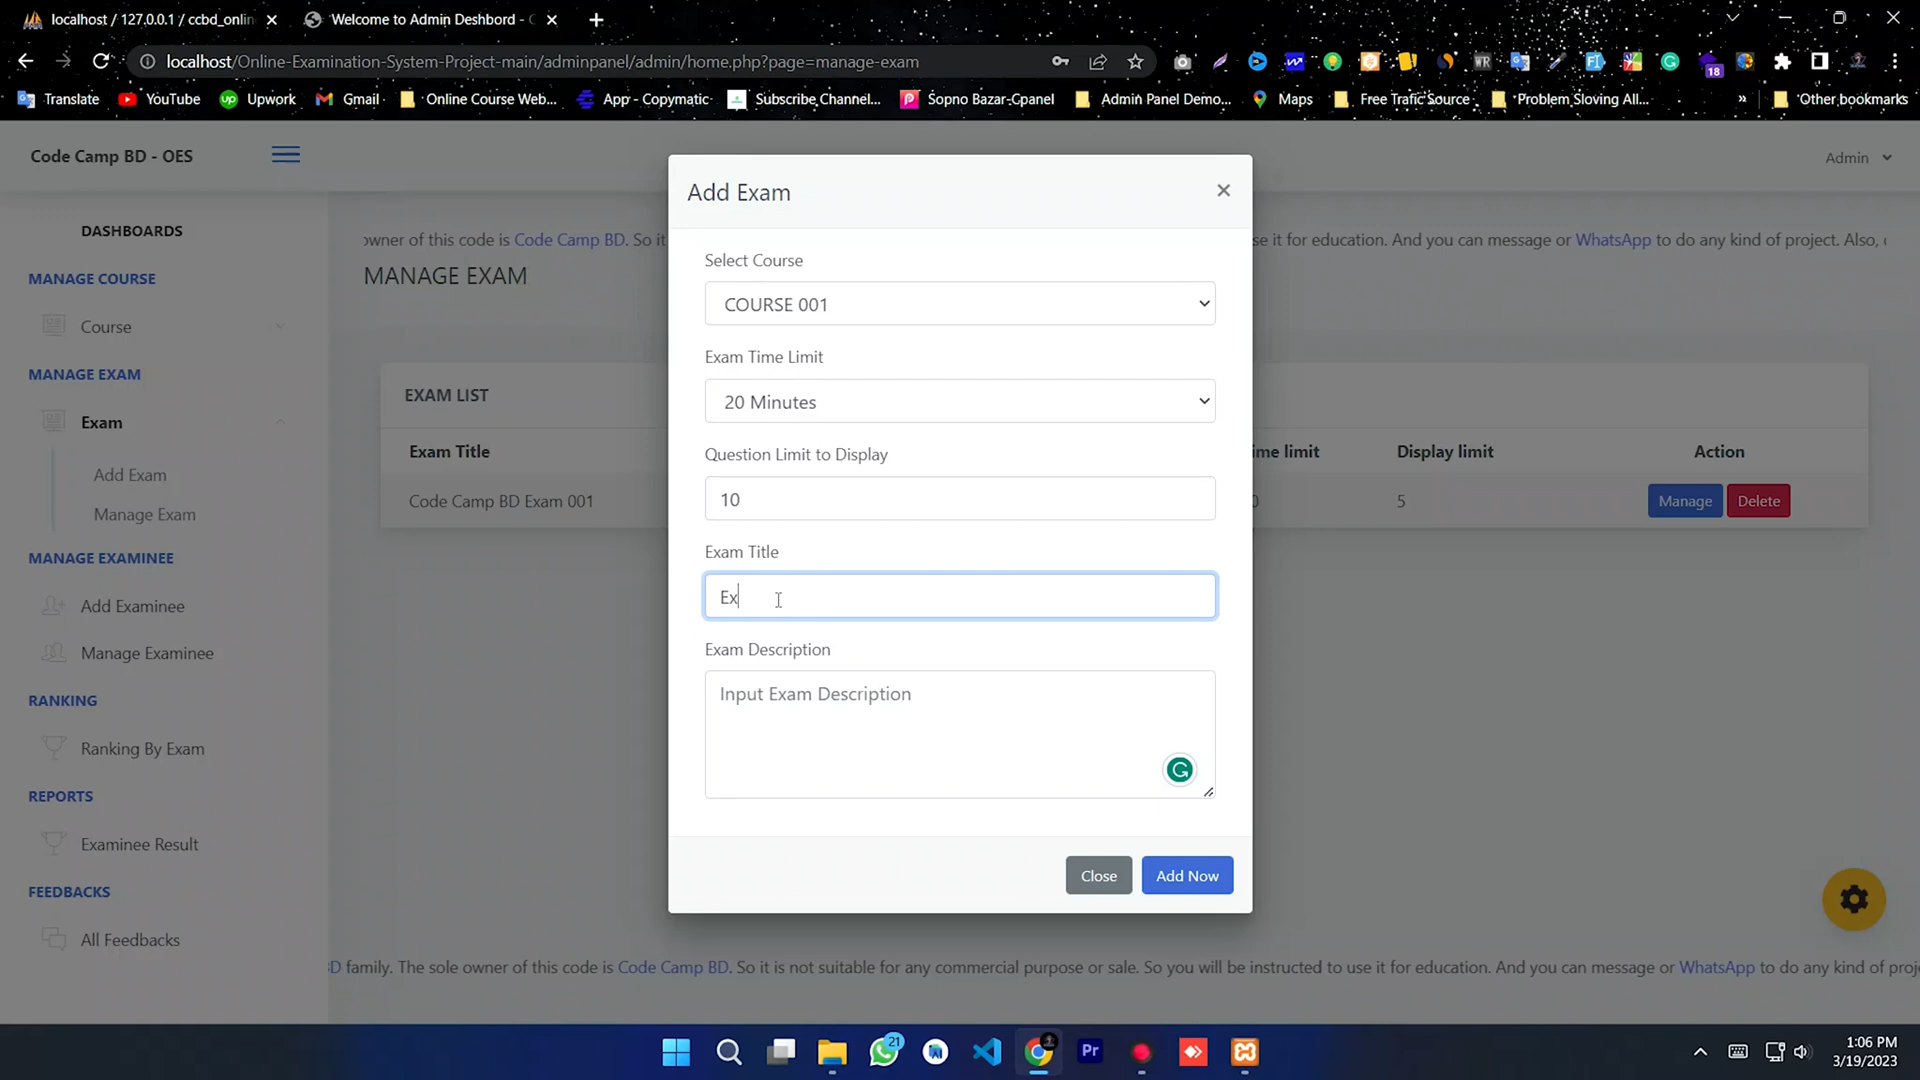 localhost / 127.0.0.1 / ccbd_onlin
Welcome to Admin Deshbord - C
localhost/Online-Examination-System-Project-main/adminpanel/admin/home.php?page=manage-exam
WR
18
Translate
YouTube
Upwork
Gmail
Online Course Web...
App - Copymatic
Subscribe Channel...
Sopno Bazar-Cpanel
Admin Panel Demo...
Maps
Free Trafic Source
Problem Sloving All...
»
Other bookmarks
Code Camp BD - OES
Admin
DASHBOARDS
MANAGE COURSE
Course
MANAGE EXAM
Exam
Add Exam
Manage Exam
MANAGE EXAMINEE
Add Examinee
Manage Examinee
RANKING
Ranking By Exam
REPORTS
Examinee Result
FEEDBACKS
All Feedbacks
owner of this code is Code Camp BD. So it
se it for education. And you can message or WhatsApp to do any kind of project. Also,
MANAGE EXAM
EXAM LIST
Exam Title
ime limit
Display limit
Action
Code Camp BD Exam 001
0
5
Manage
Delete
Add Exam
×
Select Course
COURSE 001
Exam Time Limit
20 Minutes
Question Limit to Display
10
Exam Title
Ex
Exam Description
Input Exam Description
Close
Add Now
D family. The sole owner of this code is Code Camp BD. So it is not suitable for any commercial purpose or sale. So you will be instructed to use it for education. And you can message or WhatsApp to do any kind of proje
21
Pr
1:06 PM
3/19/2023